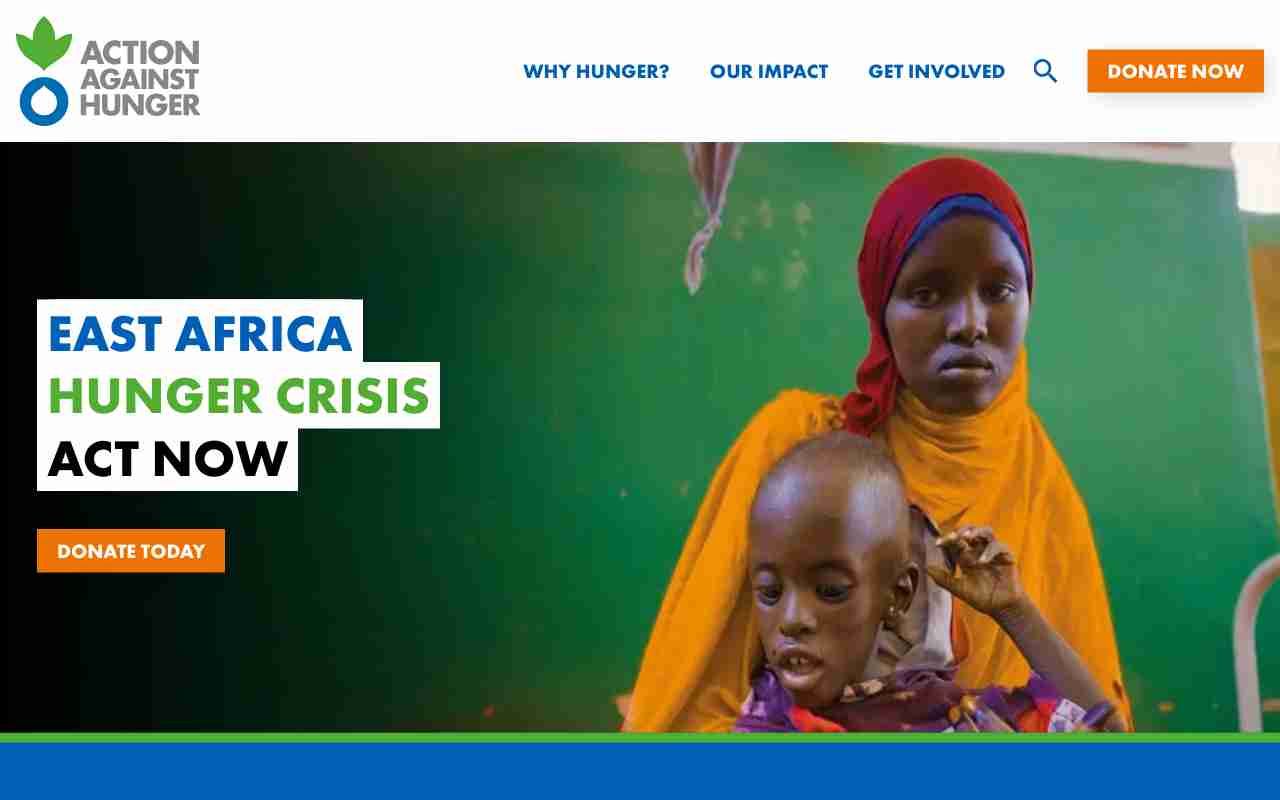 ACTION
AGAINST
HUNGER
WHY HUNGER?
OUR IMPACT
GET INVOLVED
DONATE NOW
EAST AFRICA
HUNGER CRISIS
ACT NOW
DONATE TODAY